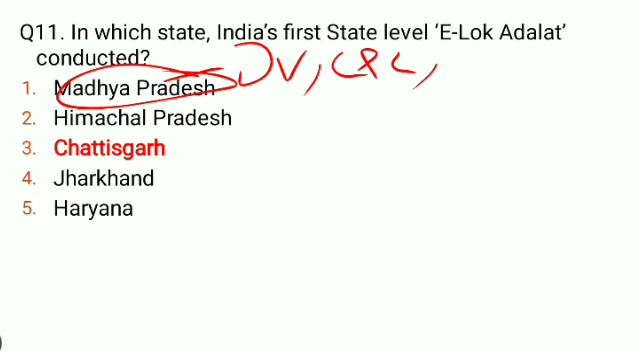 Q11. In which state, India’s first State level ‘E-Lok Adalat’
conducted?
1. Madhya Pradesh
2. Himachal Pradesh
3. Chattisgarh
4. Jharkhand
5. Haryana